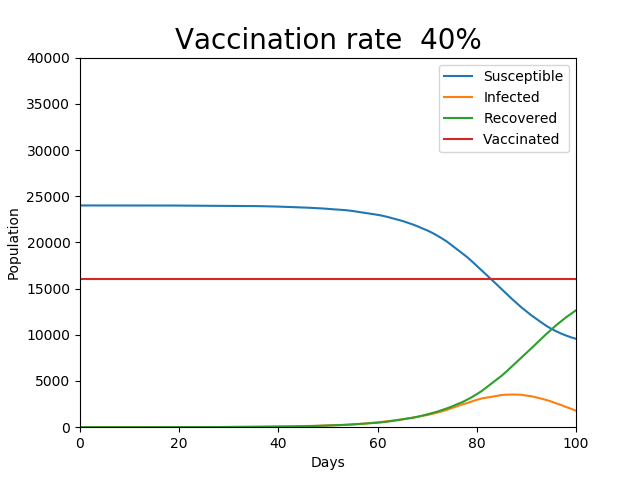 Vaccination rate  40%
40000
35000
30000
25000
20000
15000
10000
5000
0
Population
Susceptible
Infected
Recovered
Vaccinated
0 20 40 60 80 100
Days